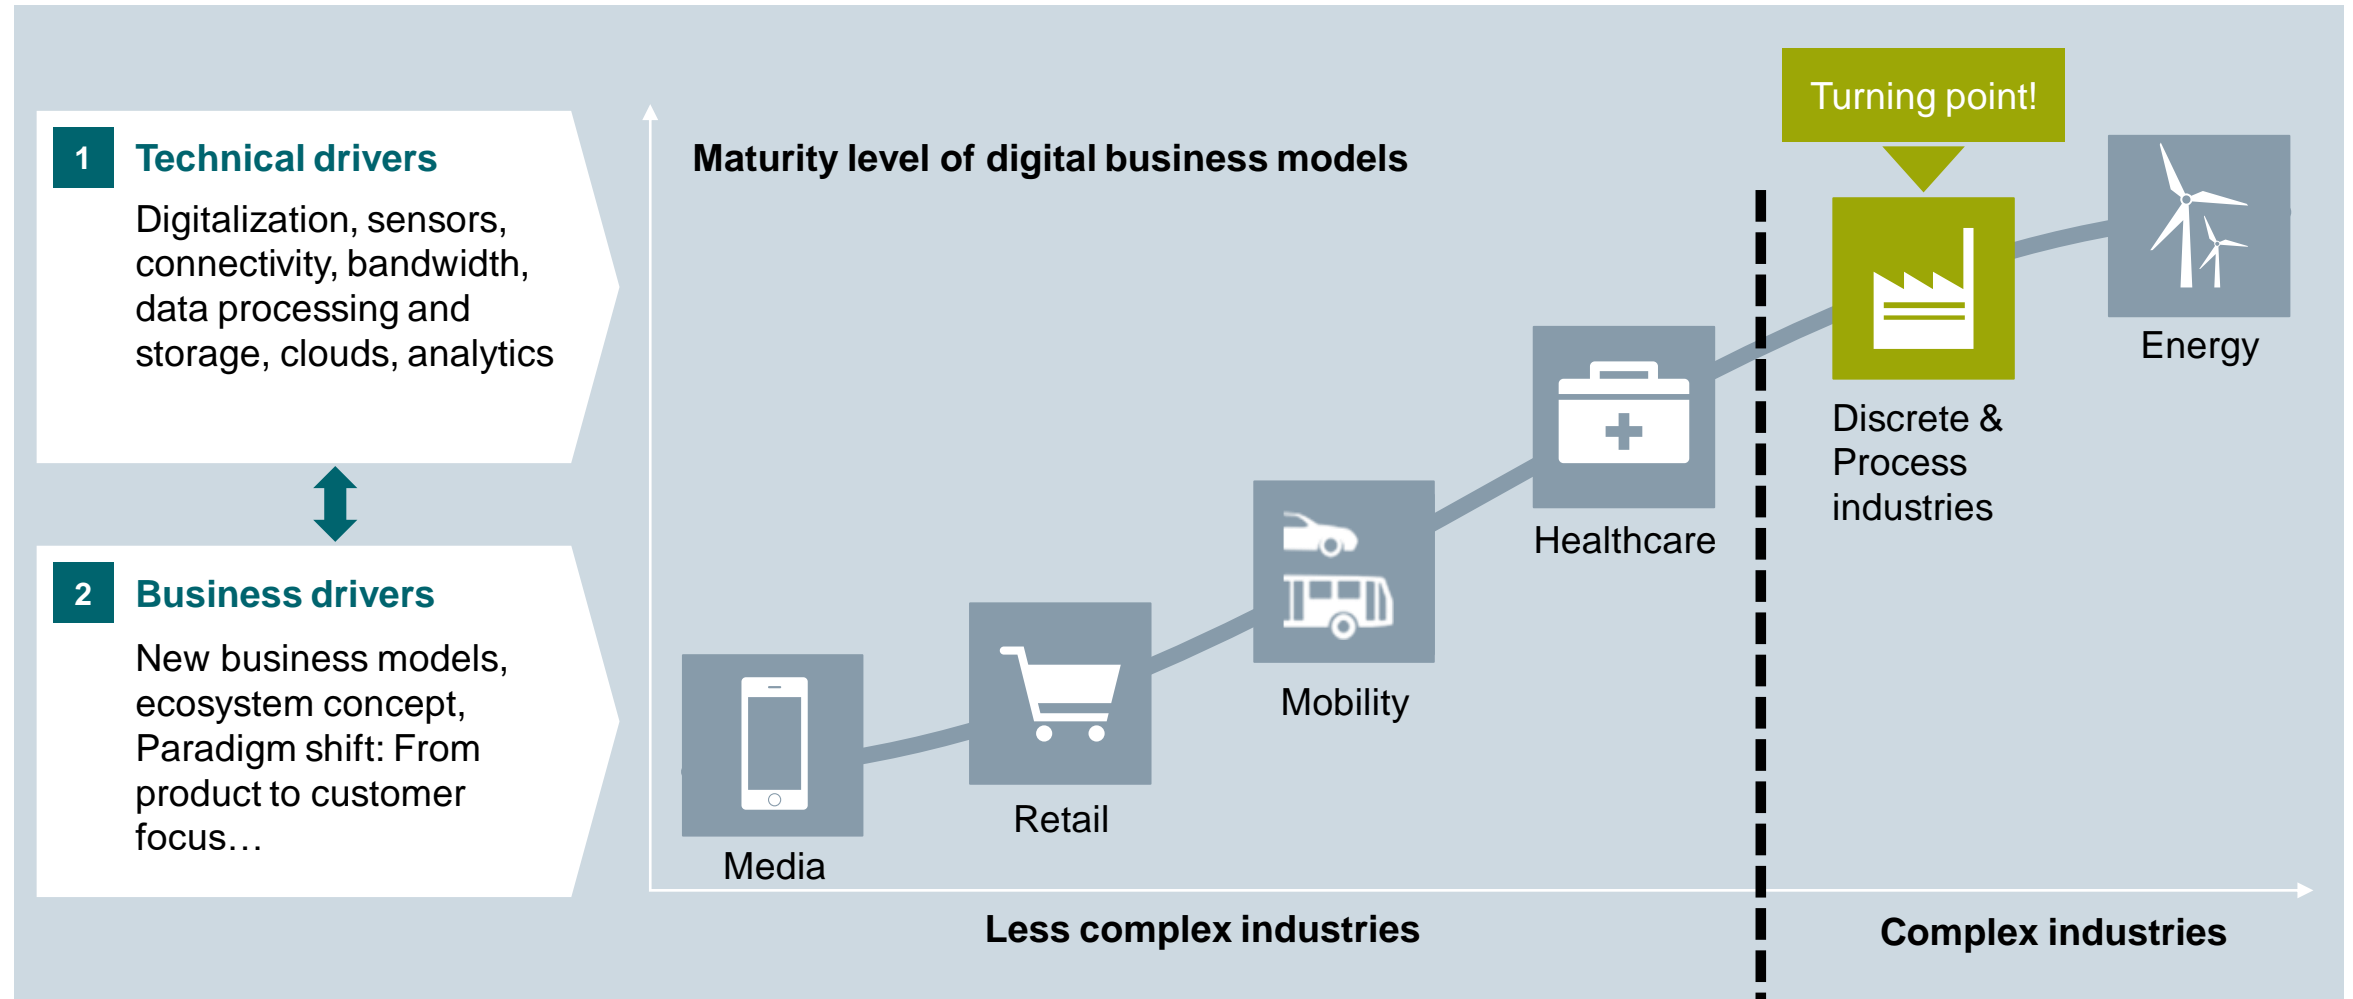 1
Technical drivers
Digitalization, sensors,
connectivity, bandwidth,
data processing and
storage, clouds, analytics
2
Business drivers
New business models,
ecosystem concept,
Paradigm shift: From
product to customer
focus…
Maturity level of digital business models
Turning point!
Media
Retail
Mobility
Healthcare
Discrete &
Process
industries
Energy
Less complex industries
Complex industries